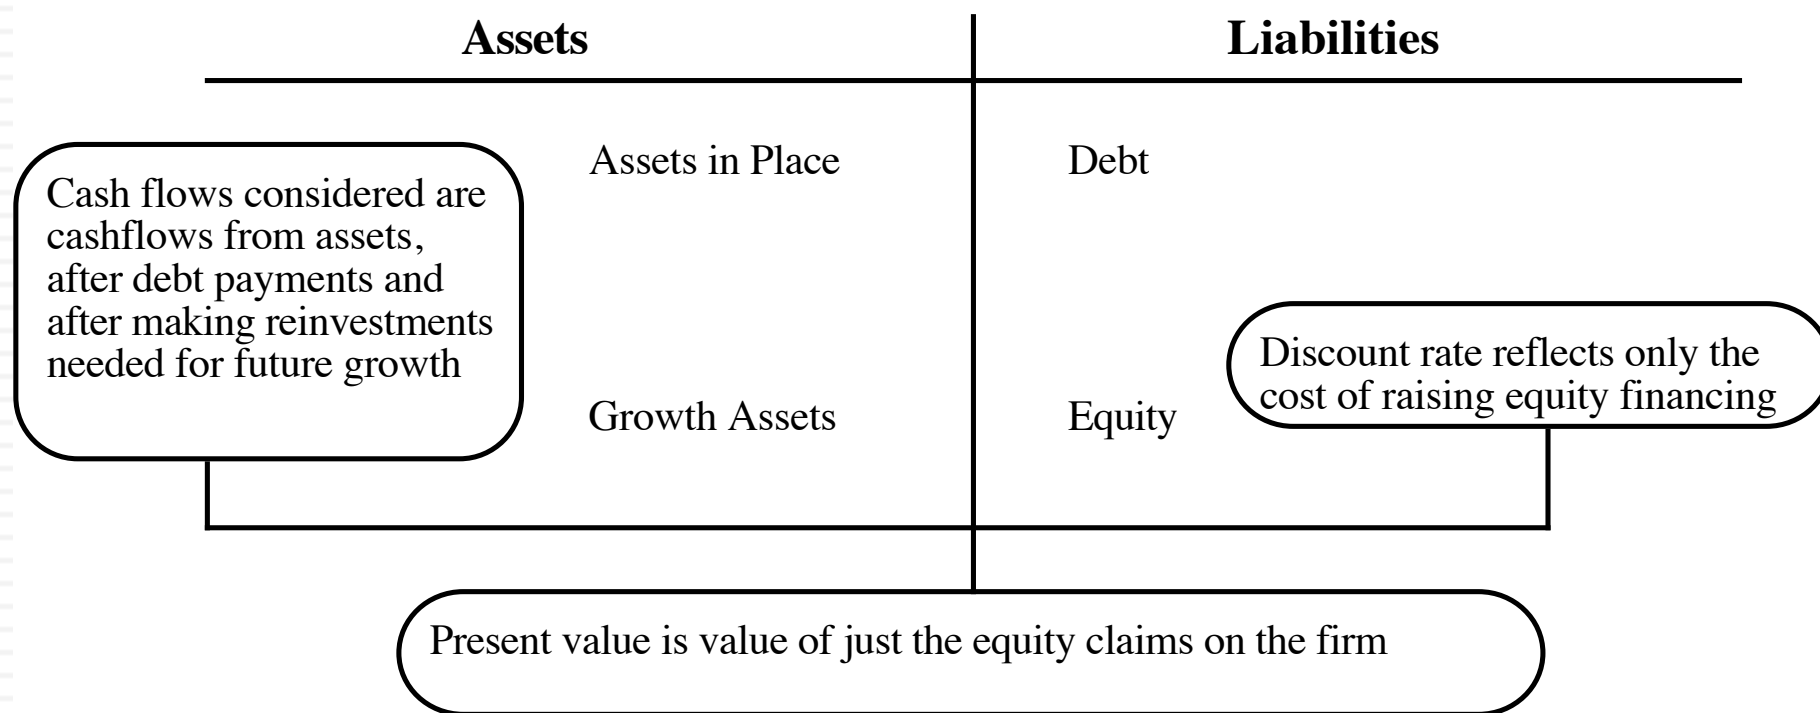 Assets
Liabilities
Assets in Place
Debt
Cash flows considered are
cashflows from assets,
after debt payments and
after making reinvestments
needed for future growth
Growth Assets
Equity
Discount rate reflects only the
cost of raising equity financing
Present value is value of just the equity claims on the firm